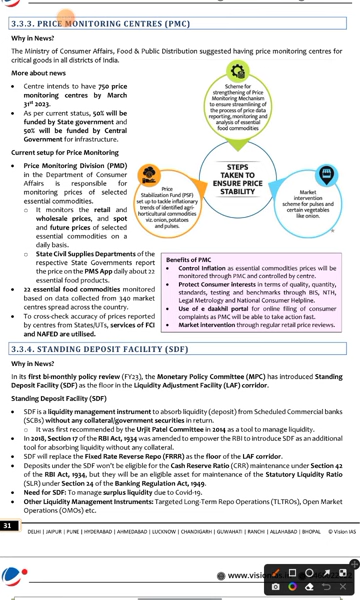 3.3.3. PRICE MONITORING CENTRES (PMC)
Why in News?
The Ministry of Consumer Affairs, Food & Public Distribution suggested having price monitoring centres for
critical goods in all districts of India.
More about news
• Centre intends to have 750 price
monitoring centres by March
31st 2023.
• As per current status, 50% will be
funded by State government and
50% will be funded by Central
Government for infrastructure.
Current setup for Price Monitoring
• Price Monitoring Division (PMD)
in the Department of Consumer
Affairs is responsible for
monitoring prices of selected
essential commodities.
o It monitors the retail and
wholesale prices, and spot
and future prices of selected
essential commodities on a
daily basis.
o State Civil Supplies Departments of the
respective State Governments report
the price on the PMS App daily about 22
essential food products.
• 22 essential food commodities monitored
based on data collected from 340 market
centres spread across the country.
• To cross-check accuracy of prices reported
by centres from States/UTs, services of FCI
and NAFED are utilised.
Scheme for
strengthening of Price
Monitoring Mechanism
to ensure streamlining of
the process of price data
reporting, monitoring and
analysis of essential
food commodities
STEPS
TAKEN TO
ENSURE PRICE
STABILITY
Price
Stabilization Fund (PSF)
set up to tackle inflationary
trends of identified agri-
horticultural commodities
viz. onion, potatoes
and pulses.
Market
intervention
scheme for pulses and
certain vegetables
like onion.
Benefits of PMC
• Control Inflation as essential commodities prices will be
monitored through PMC and controlled by centre.
• Protect Consumer interests in terms of quality, quantity,
standards, testing and benchmarks through BIS, NTH,
Legal Metrology and National Consumer Helpline.
• Use of e daakhil portal for online filing of consumer
complaints as PMC will be able to take action fast.
• Market intervention through regular retail price reviews.
3.3.4. STANDING DEPOSIT FACILITY (SDF)
Why in News?
In its first bi-monthly policy review (FY23), the Monetary Policy Committee (MPC) has introduced Standing
Deposit Facility (SDF) as the floor in the Liquidity Adjustment Facility (LAF) corridor.
Standing Deposit Facility (SDF)
• SDF is a liquidity management instrument to absorb liquidity (deposit) from Scheduled Commercial banks
(SCBs) without any collateral/government securities in return.
o It was first recommended by the Urjit Patel Committee in 2014 as a tool to manage liquidity.
• In 2018, Section 17 of the RBI Act, 1934 was amended to empower the RBI to introduce SDF as an additional
tool for absorbing liquidity without any collateral.
• SDF will replace the Fixed Rate Reverse Repo (FRRR) as the floor of the LAF corridor.
• Deposits under the SDF won't be eligible for the Cash Reserve Ratio (CRR) maintenance under Section 42
of the RBI Act, 1934, but they will be an eligible asset for maintenance of the Statutory Liquidity Ratio
(SLR) under Section 24 of the Banking Regulation Act, 1949.
• Need for SDF: To manage surplus liquidity due to Covid-19.
• Other Liquidity Management Instruments: Targeted Long-Term Repo Operations (TLTROs), Open Market
Operations (OMOs) etc.
31
DELHI | JAIPUR | PUNE | HYDERABAD | AHMEDABAD | LUCKNOW | CHANDIGARH | GUWAHATI | RANCHI | ALLAHABAD | BHOPAL © Vision IAS